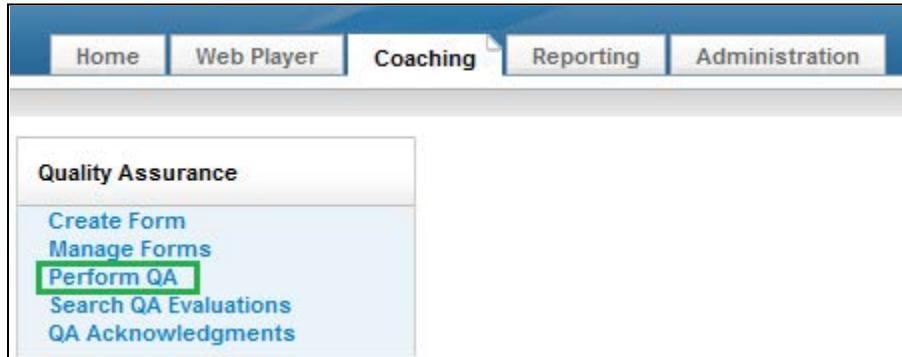 Home Web Player Coaching Reporting Administration
Quality Assurance
Create Form
Manage Forms
Perform QA
Search QA Evaluations
QA Acknowledgments